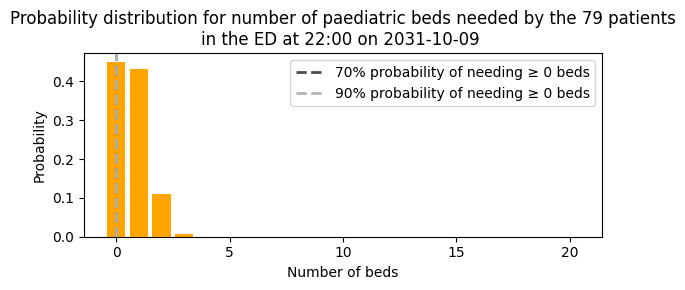 Probability distribution for number of paediatric beds needed by the 79 patients
in the ED at 22:00 on 2031-10-09
70% probability of needing ≥ 0 beds
90% probability of needing ≥ 0 beds
Probability
0.4
0.3
0.2
0.1
0.0
0 5 10 15 20
Number of beds